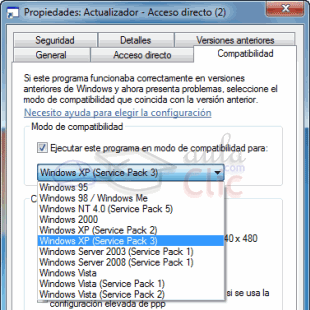 Propiedades: Actualizador - Acceso directo (2)
Seguridad Detalles Versiones anteriores
General Acceso directo Compatibilidad
Si este programa funcionaba correctamente en versiones
anteriores de Windows y ahora presenta problemas, seleccione el
modo de compatibilidad que coincida con la versión anterior.
Necesito ayuda para elegir la configuración
Modo de compatibilidad
Ejecutar este programa en modo de compatibilidad para:
Windows XP (Service Pack 3)
aula
.com
Clic
Windows 95
Windows 98 / Windows Me
Windows NT 4.0 (Service Pack 5)
Windows 2000
Windows XP (Service Pack 2)
Windows XP (Service Pack 3)
40 x 480
Windows Server 2003 (Service Pack 1)
Windows Server 2008 (Service Pack 1)
Windows Vista
Windows Vista (Service Pack 1)
Windows Vista (Service Pack 2)
si se usa la
configuración elevada de ppp